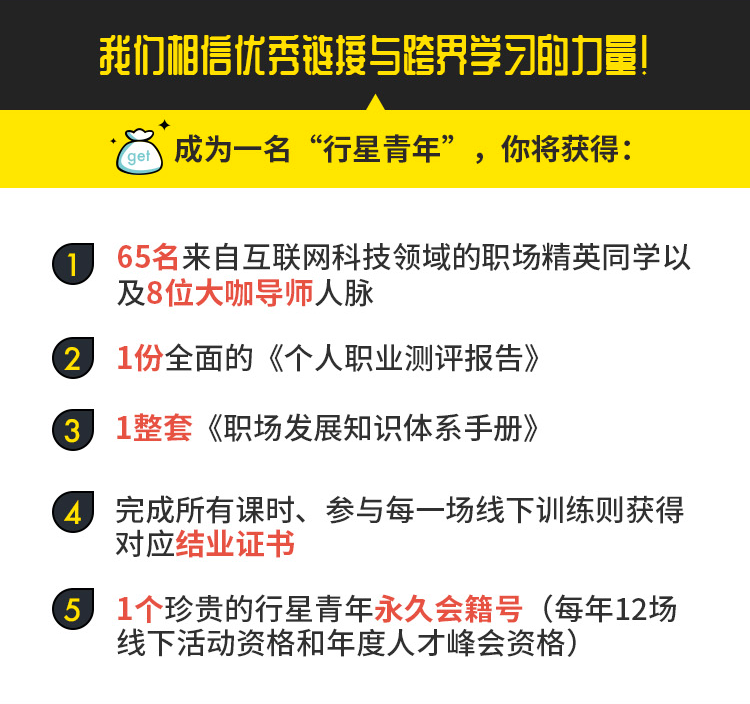 我们相信优秀链接与跨界学习的力量！
get
成为一名“行星青年”，你将获得：
1
65名来自互联网科技领域的职场精英同学以
及8位大咖导师人脉
2
1份全面的《个人职业测评报告》
3
1整套《职场发展知识体系手册》
4
完成所有课时、参与每一场线下训练则获得
对应结业证书
5
1个珍贵的行星青年永久会籍号（每年12场
线下活动资格和年度人才峰会资格）